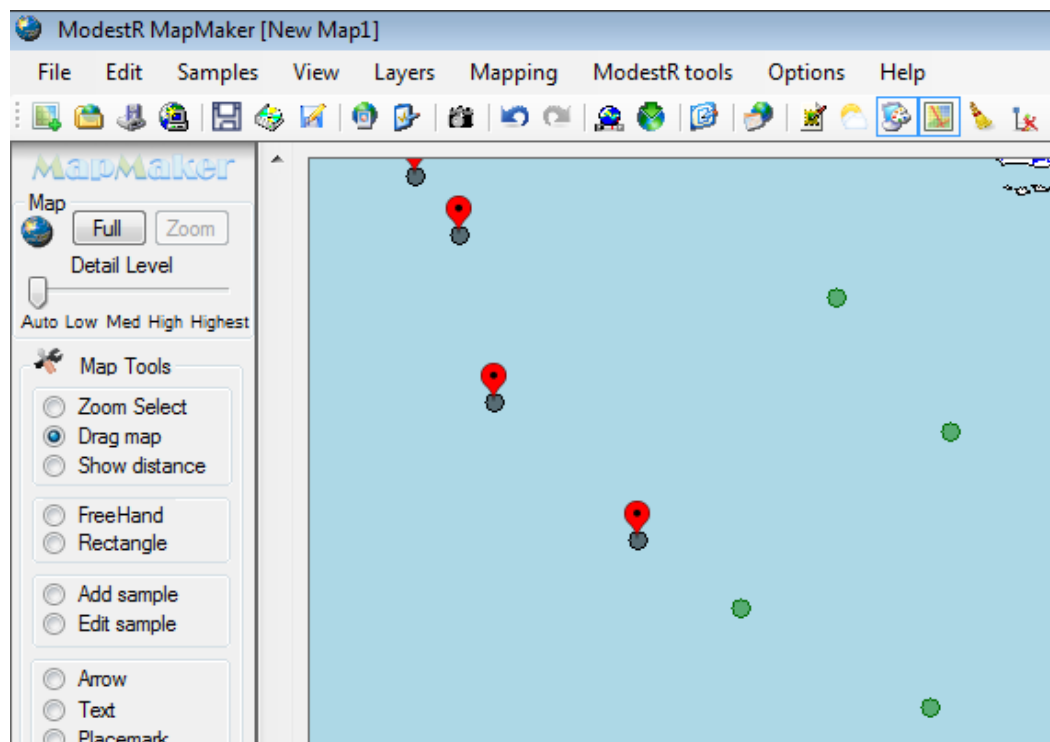 ModestR MapMaker [New Map1]
File Edit Samples View Layers Mapping ModestR tools Options Help
MapMaker
Map
Full Zoom
Detail Level
Auto Low Med High Highest
Map Tools
Zoom Select
Drag map
Show distance
FreeHand
Rectangle
Add sample
Edit sample
Arrow
Text
Placemark